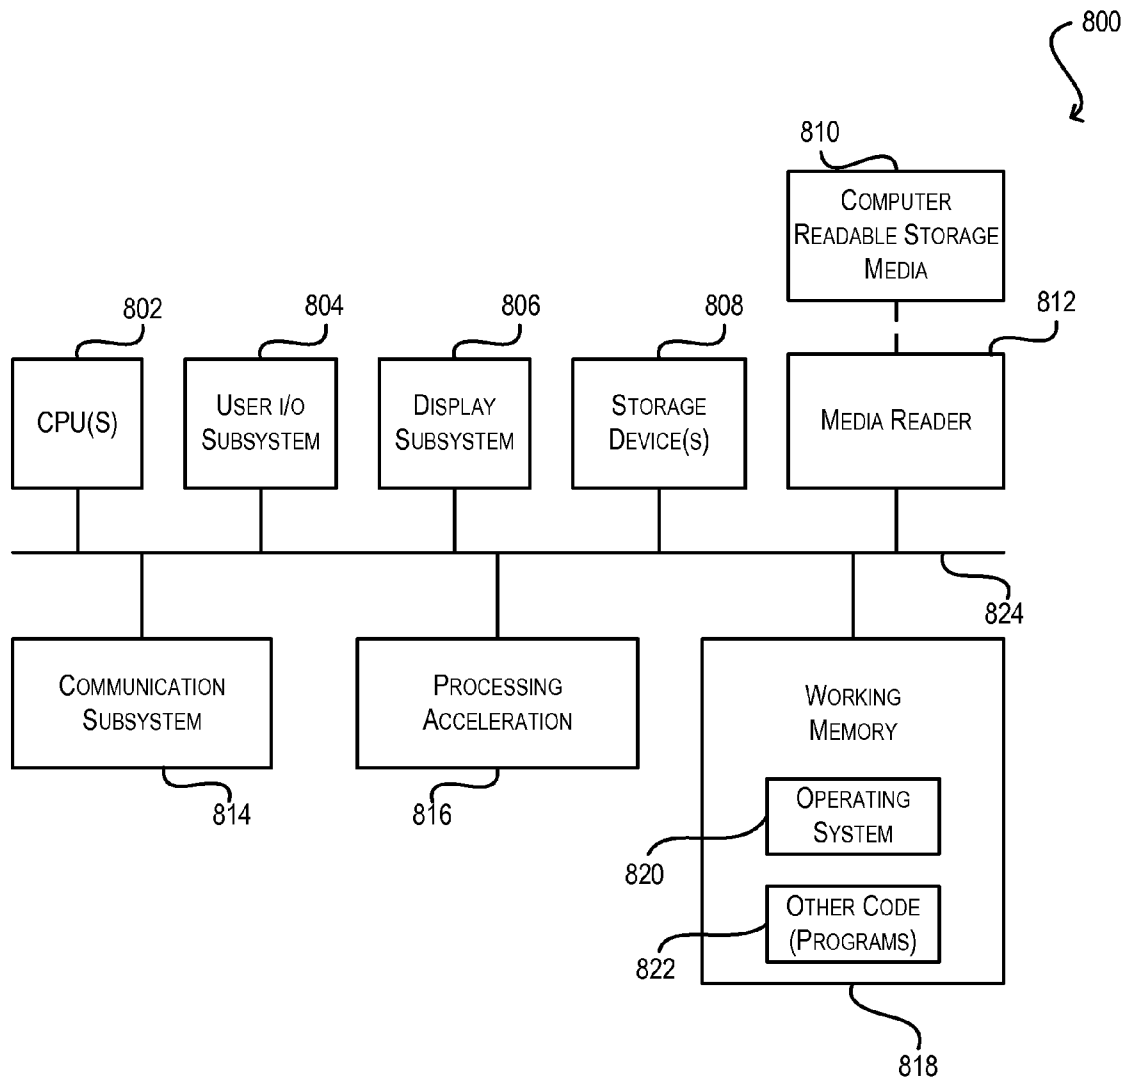 800
810
COMPUTER
READABLE STORAGE
MEDIA
802
804
806
808
812
CPU(S)
USER I/O
SUBSYSTEM
DISPLAY
SUBSYSTEM
STORAGE
DEVICE(S)
MEDIA READER
824
COMMUNICATION
SUBSYSTEM
PROCESSING
ACCELERATION
WORKING
MEMORY
814
816
OPERATING
SYSTEM
820
OTHER CODE
(PROGRAMS)
822
818